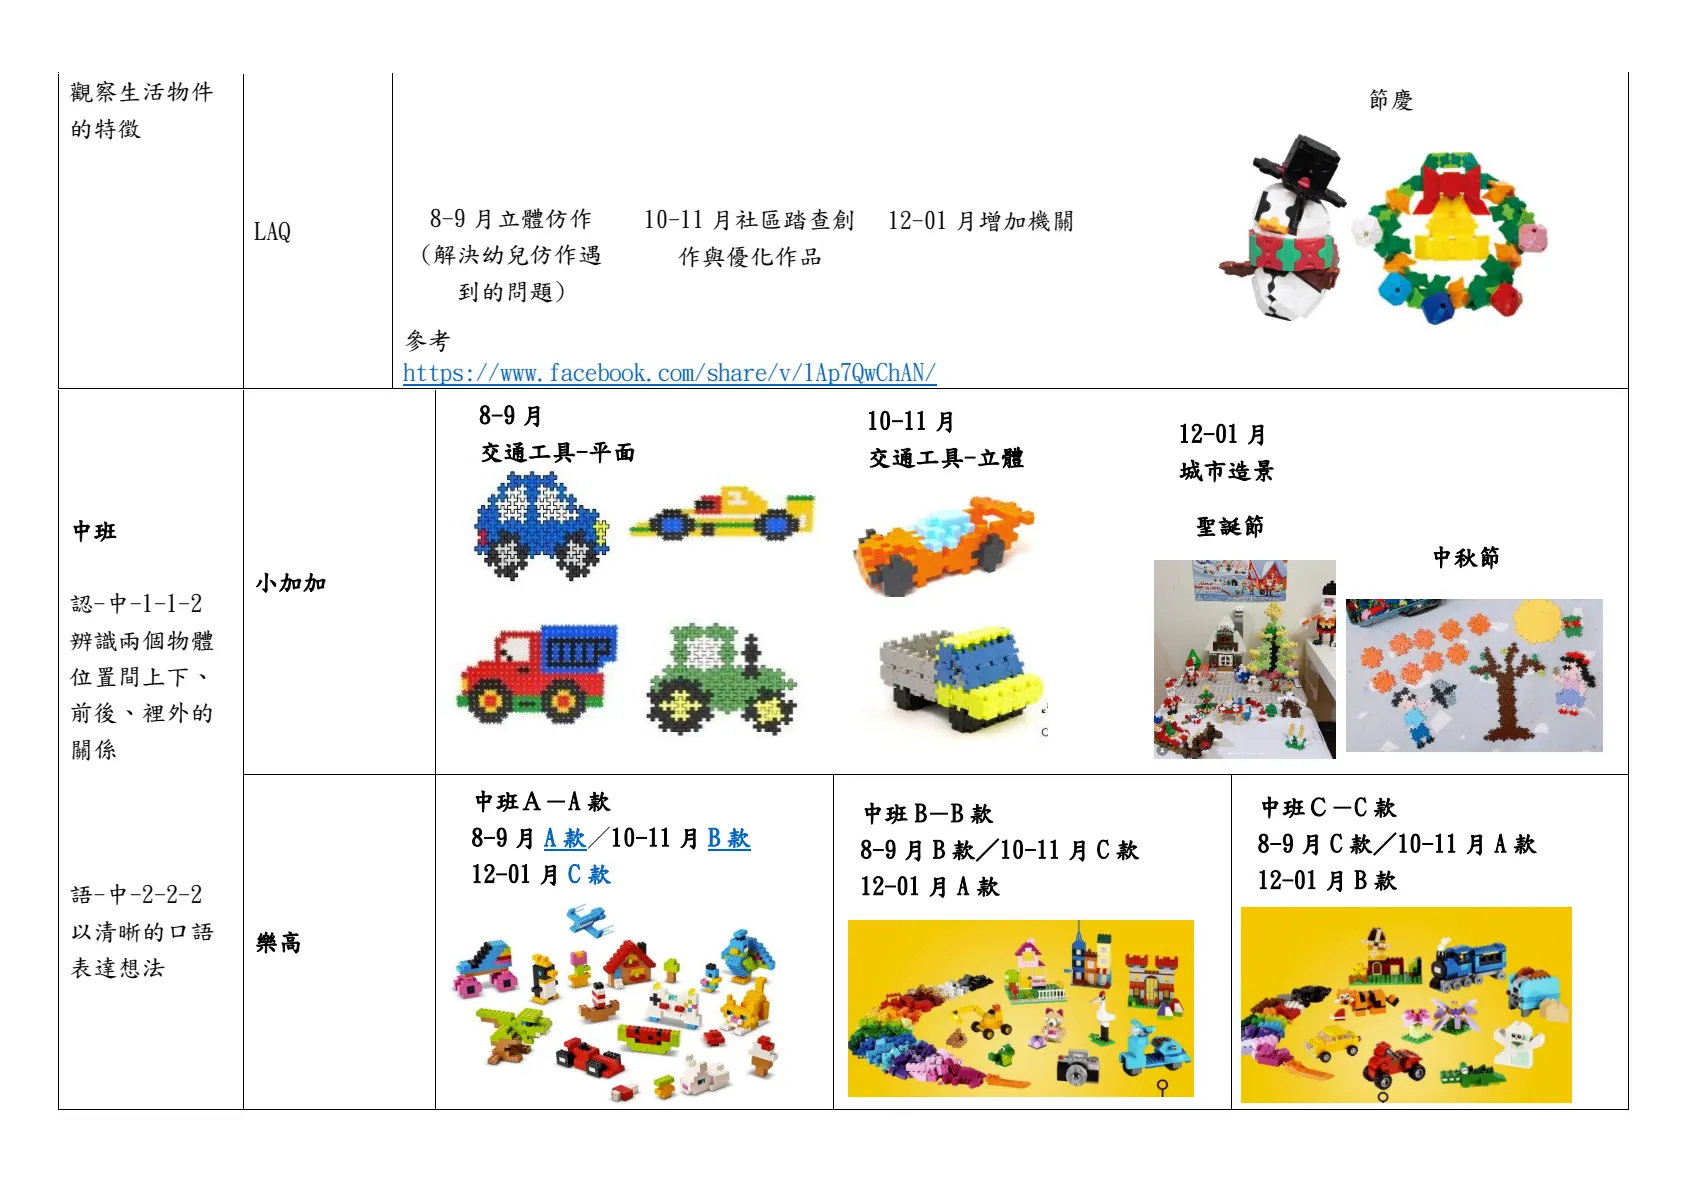 觀察生活物件
的特徵
LAQ
8-9 月立體仿作
(解決幼兒仿作遇
到的問題)
10-11 月社區踏查創
作與優化作品
12-01 月增加機關
節慶
參考
https://www.facebook.com/share/v/1Ap7QwChAN/
中班
認-中-1-1-2
辨識兩個物體
位置間上下、
前後、裡外的
關係
語-中-2-2-2
以清晰的口語
表達想法
小加加
8-9 月
交通工具-平面
10-11 月
交通工具-立體
12-01 月
城市造景
聖誕節
中秋節
樂高
中班A－A 款
8-9 月 A 款／10-11 月 B 款
12-01 月 C 款
中班 B－B 款
8-9 月 B 款／10-11 月 C 款
12-01 月 A 款
中班C－C 款
8-9 月 C 款／10-11 月 A 款
12-01 月 B 款